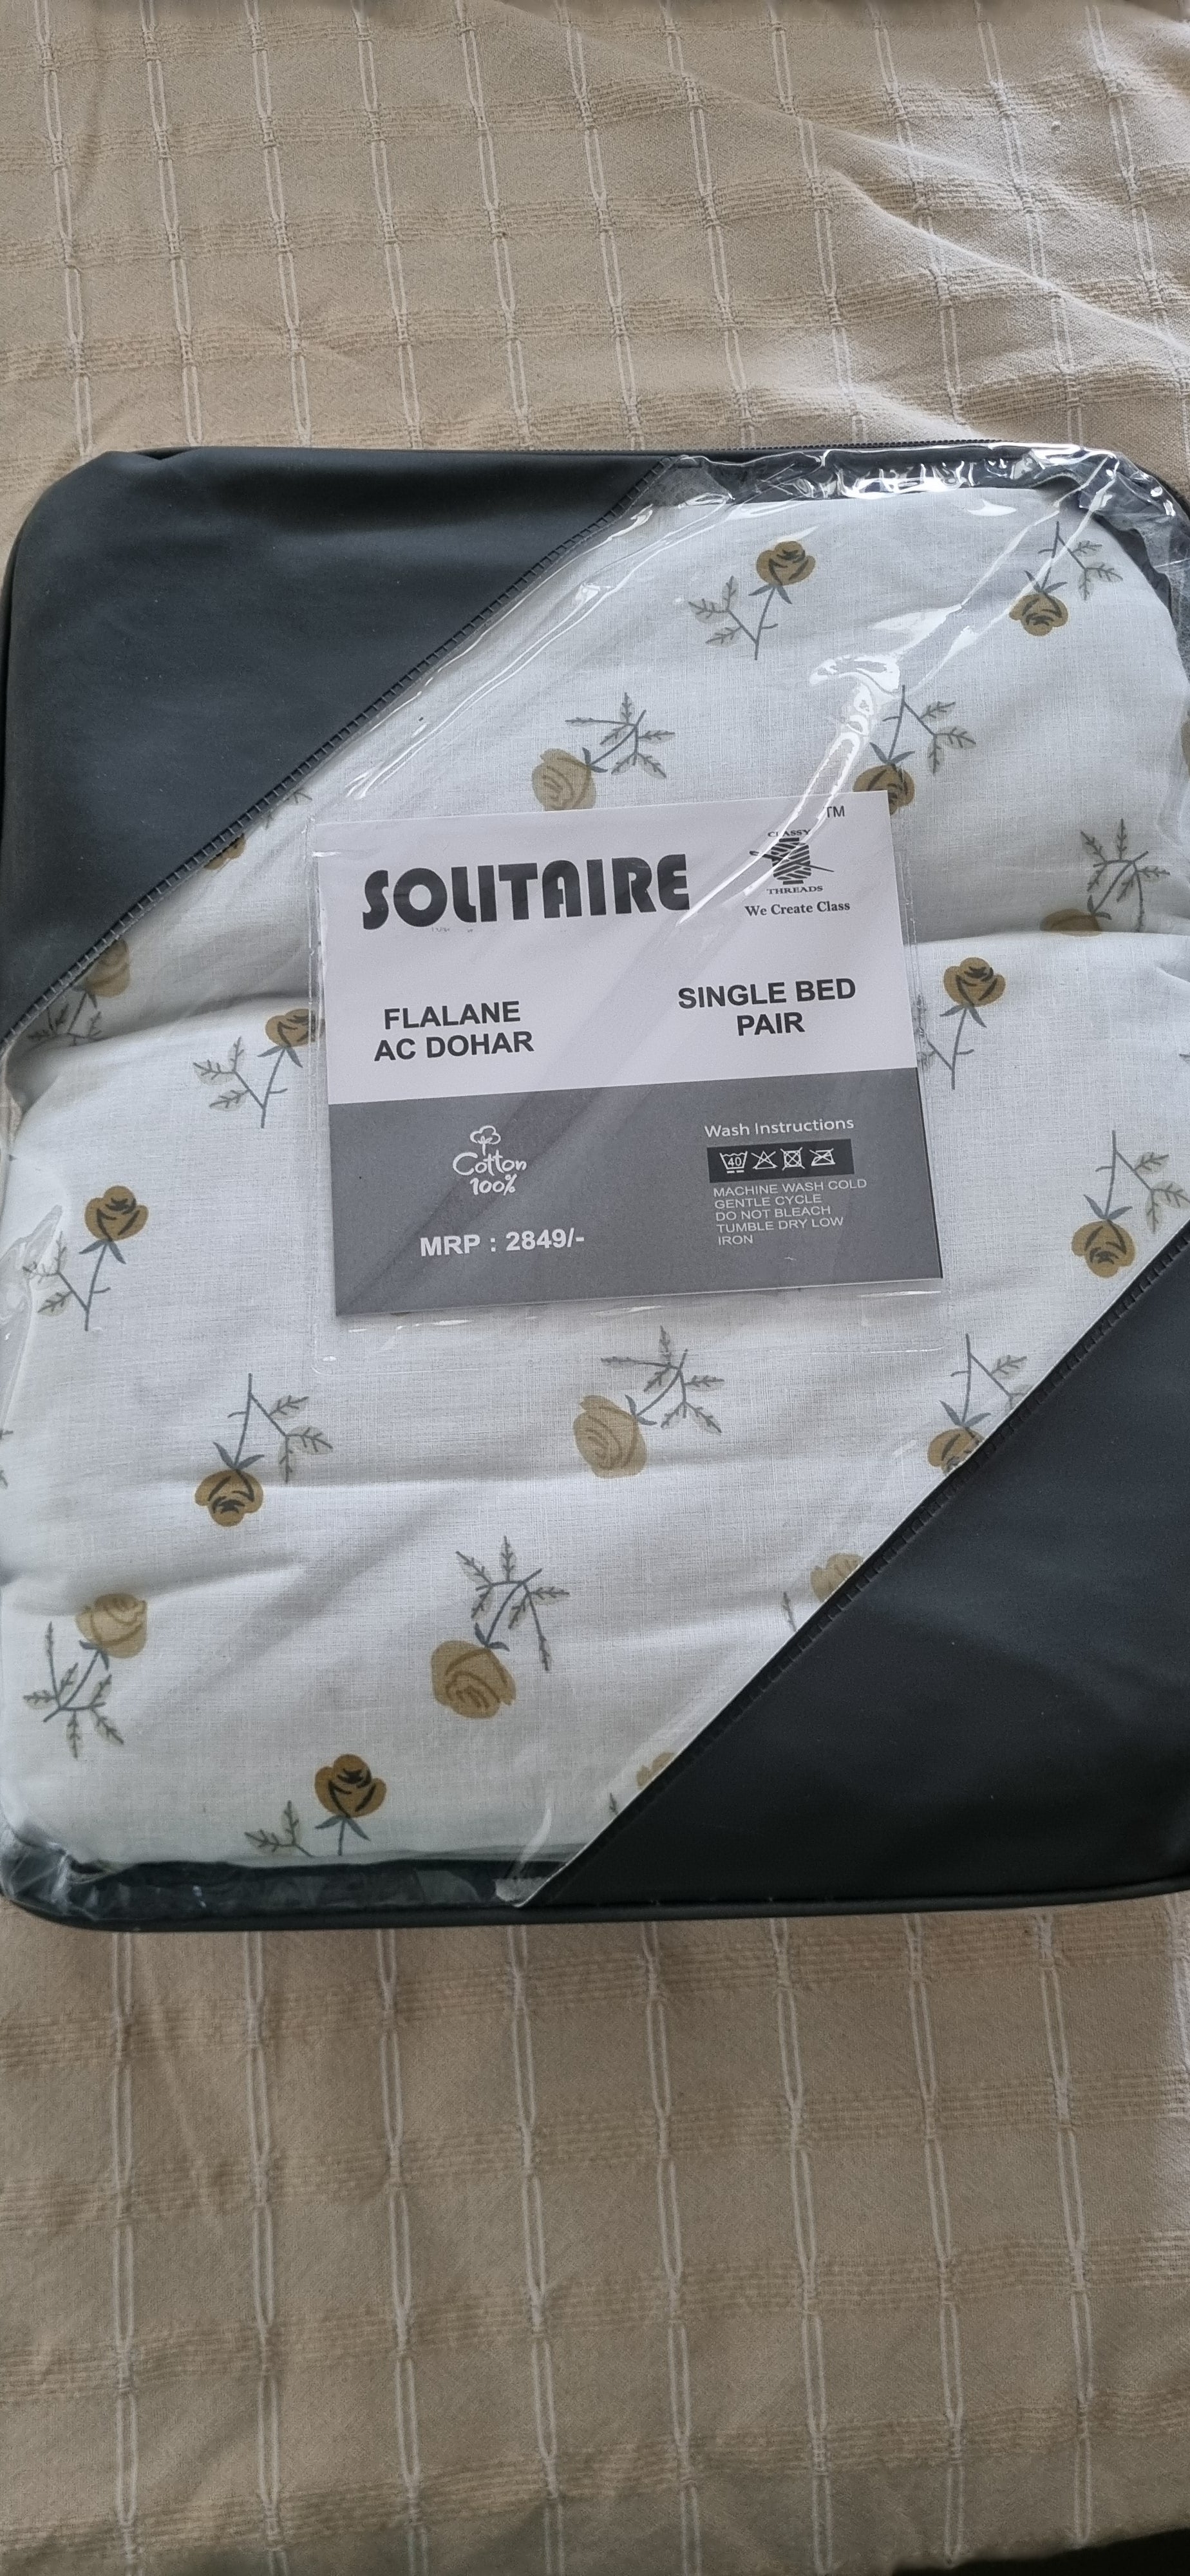 SOLITAIRE
TM
CLASSY
THREADS
We Create Class
FLALANE
AC DOHAR
SINGLE BED
PAIR
Cotton
100%
MRP : 2849/-
Wash Instructions
40
MACHINE WASH COLD
GENTLE CYCLE
DO NOT BLEACH
TUMBLE DRY LOW
IRON